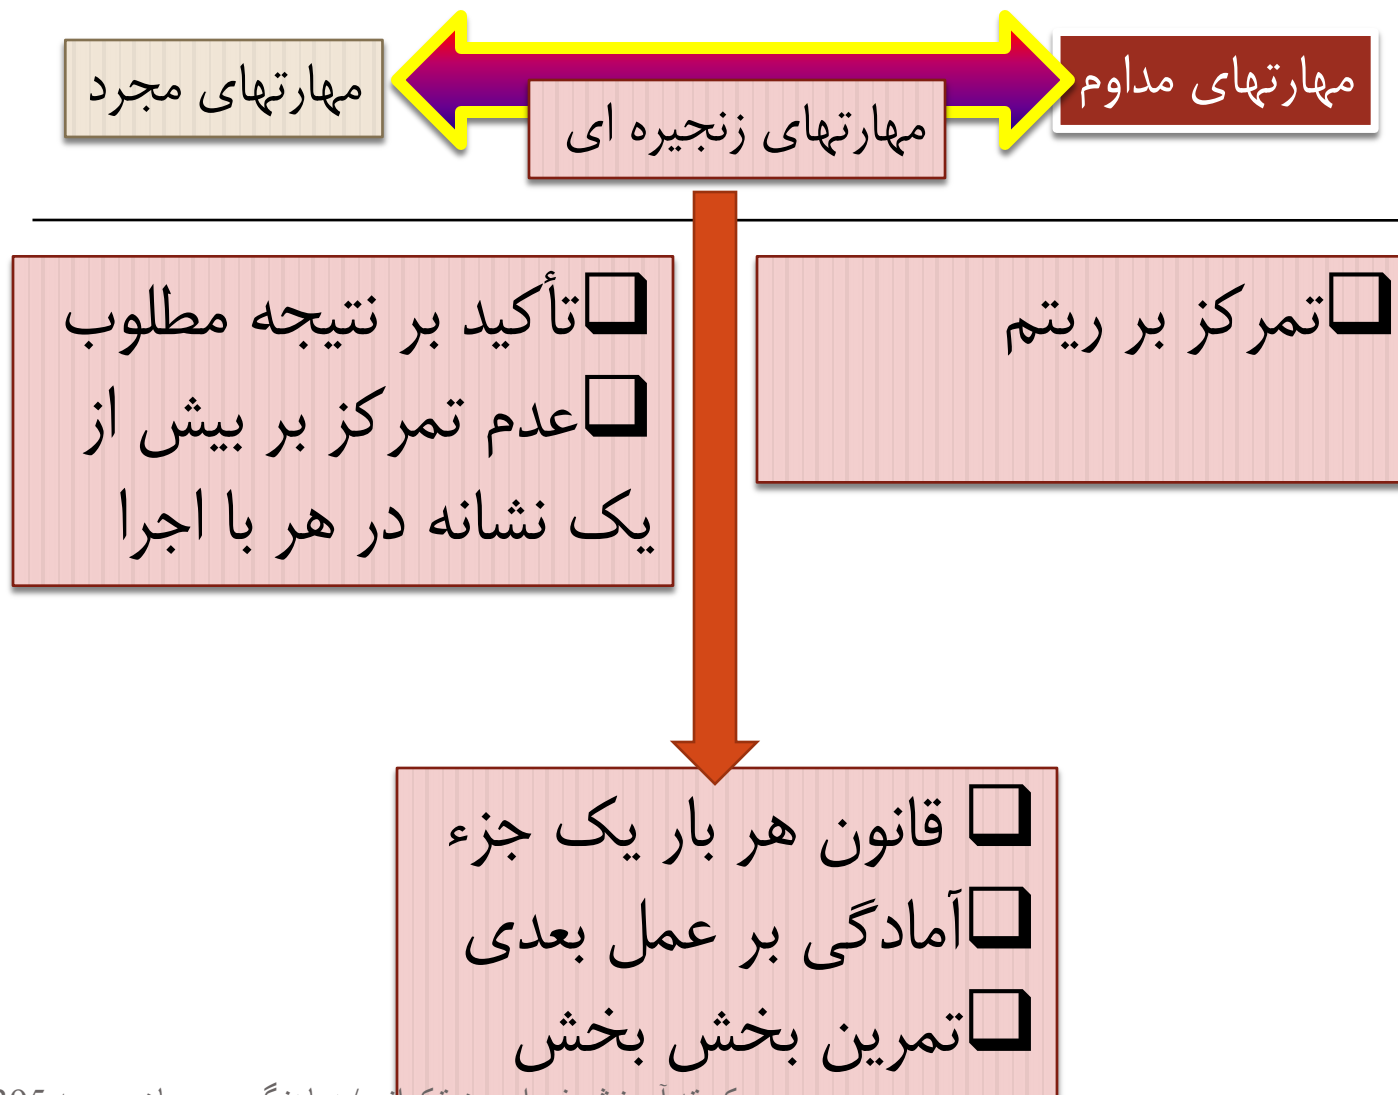 مهارتهای مداوم
مهارتهای زنجیره ای
مهارتهای مجرد
❑تمرکز بر ریتم
❑تأکید بر نتیجه مطلوب
❑عدم تمرکز بر بیش از
یک نشانه در هر با اجرا
❑ قانون هر بار یک جزء
❑آمادگی بر عمل بعدی
❑تمرین بخش بخش